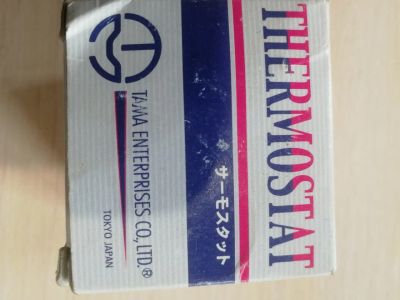 THERMOSTAT
サーモスタット
TAMA ENTERPRISES CO., LTD.®
TOKYO JAPAN